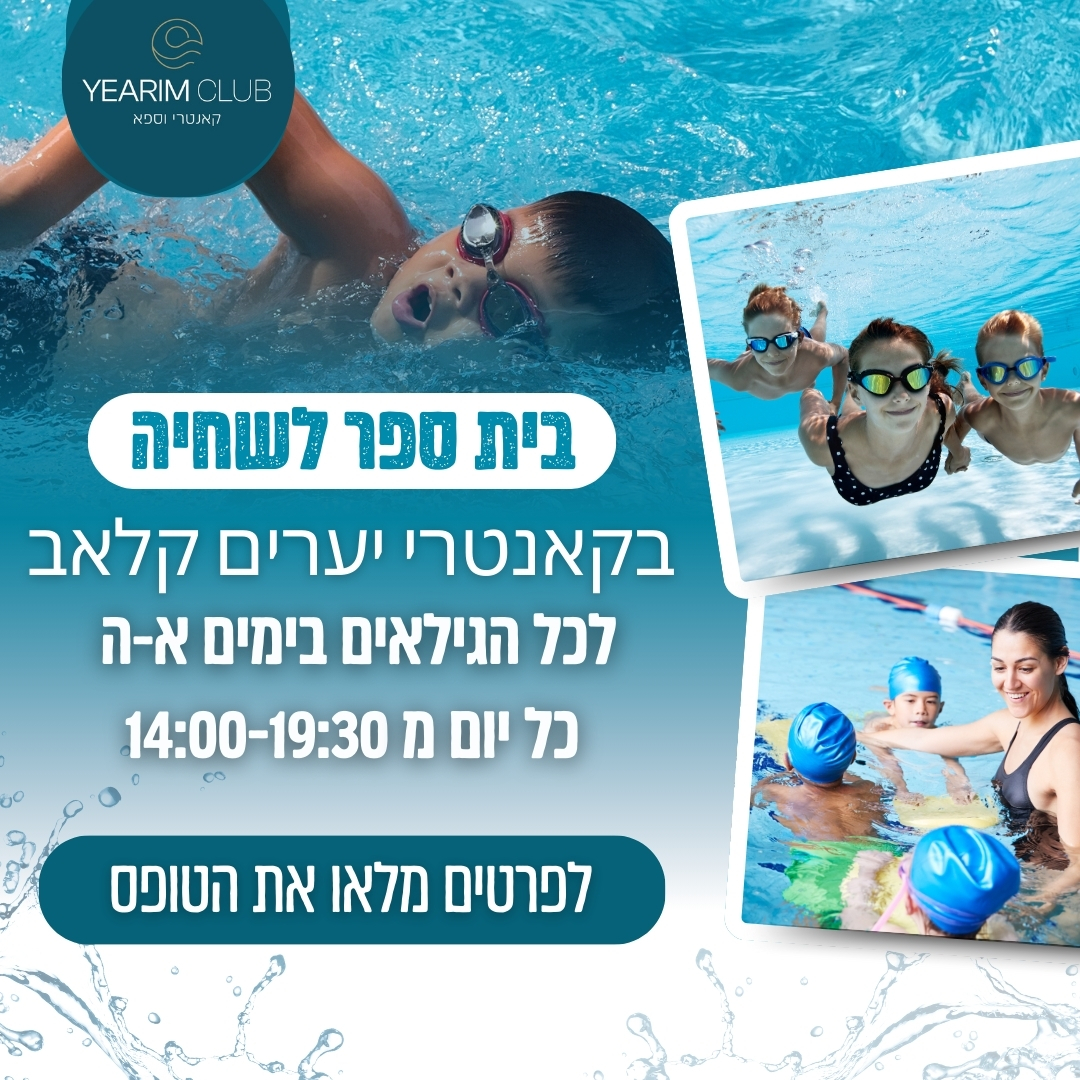 YEARIM CLUB
קאנטרי וספא
בית ספר לשחיה
בקאנטרי יערים קלאב
לכל הגילאים בימים א-ה
כל יום מ 14:00-19:30
לפרטים מלאו את הטופס